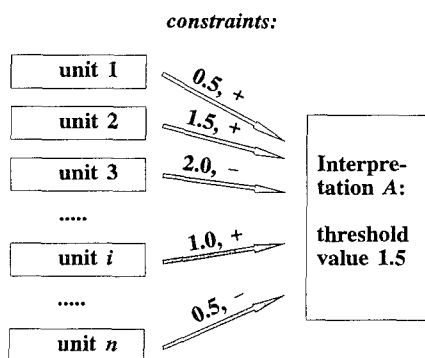 constraints:
unit 1
0.5, +
unit 2
1.5, +
unit 3
2.0, –
.....
unit i
1.0, +
.....
unit n
0.5, –
Interpre-
tation A:
threshold
value 1.5